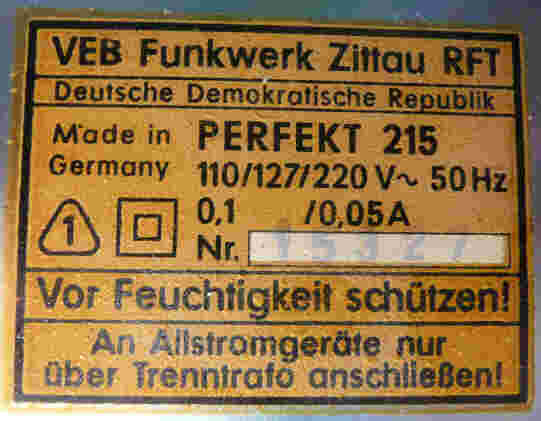 VEB Funkwerk Zittau RFT
Deutsche Demokratische Republik
Made in Germany
PERFEKT 215
110/127/220 V~ 50 Hz
0,1 /0,05A
1
Nr. 15327
Vor Feuchtigkeit schützen!
An Allstromgeräte nur
über Trenntrafo anschließen!